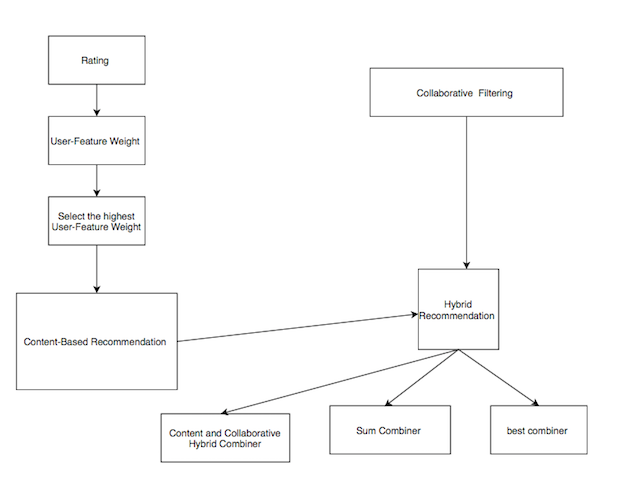 Rating
Collaborative Filtering
User-Feature Weight
Select the highest
User-Feature Weight
Hybrid
Recommendation
Content-Based Recommendation
Content and Collaborative
Hybrid Combiner
Sum Combiner
best combiner